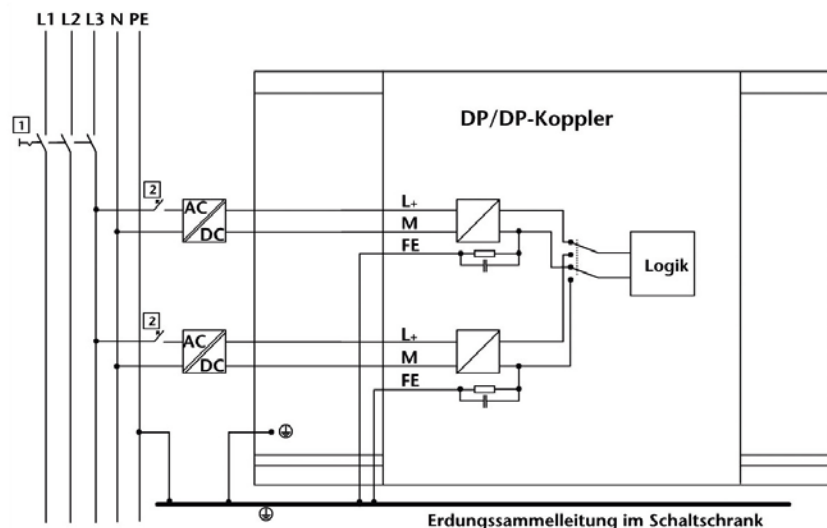 L1 L2 L3 N PE
DP/DP-Koppler
1
2
AC
DC
L+
M
FE
Logik
2
AC
DC
L+
M
FE
Erdungssammelleitung im Schaltschrank